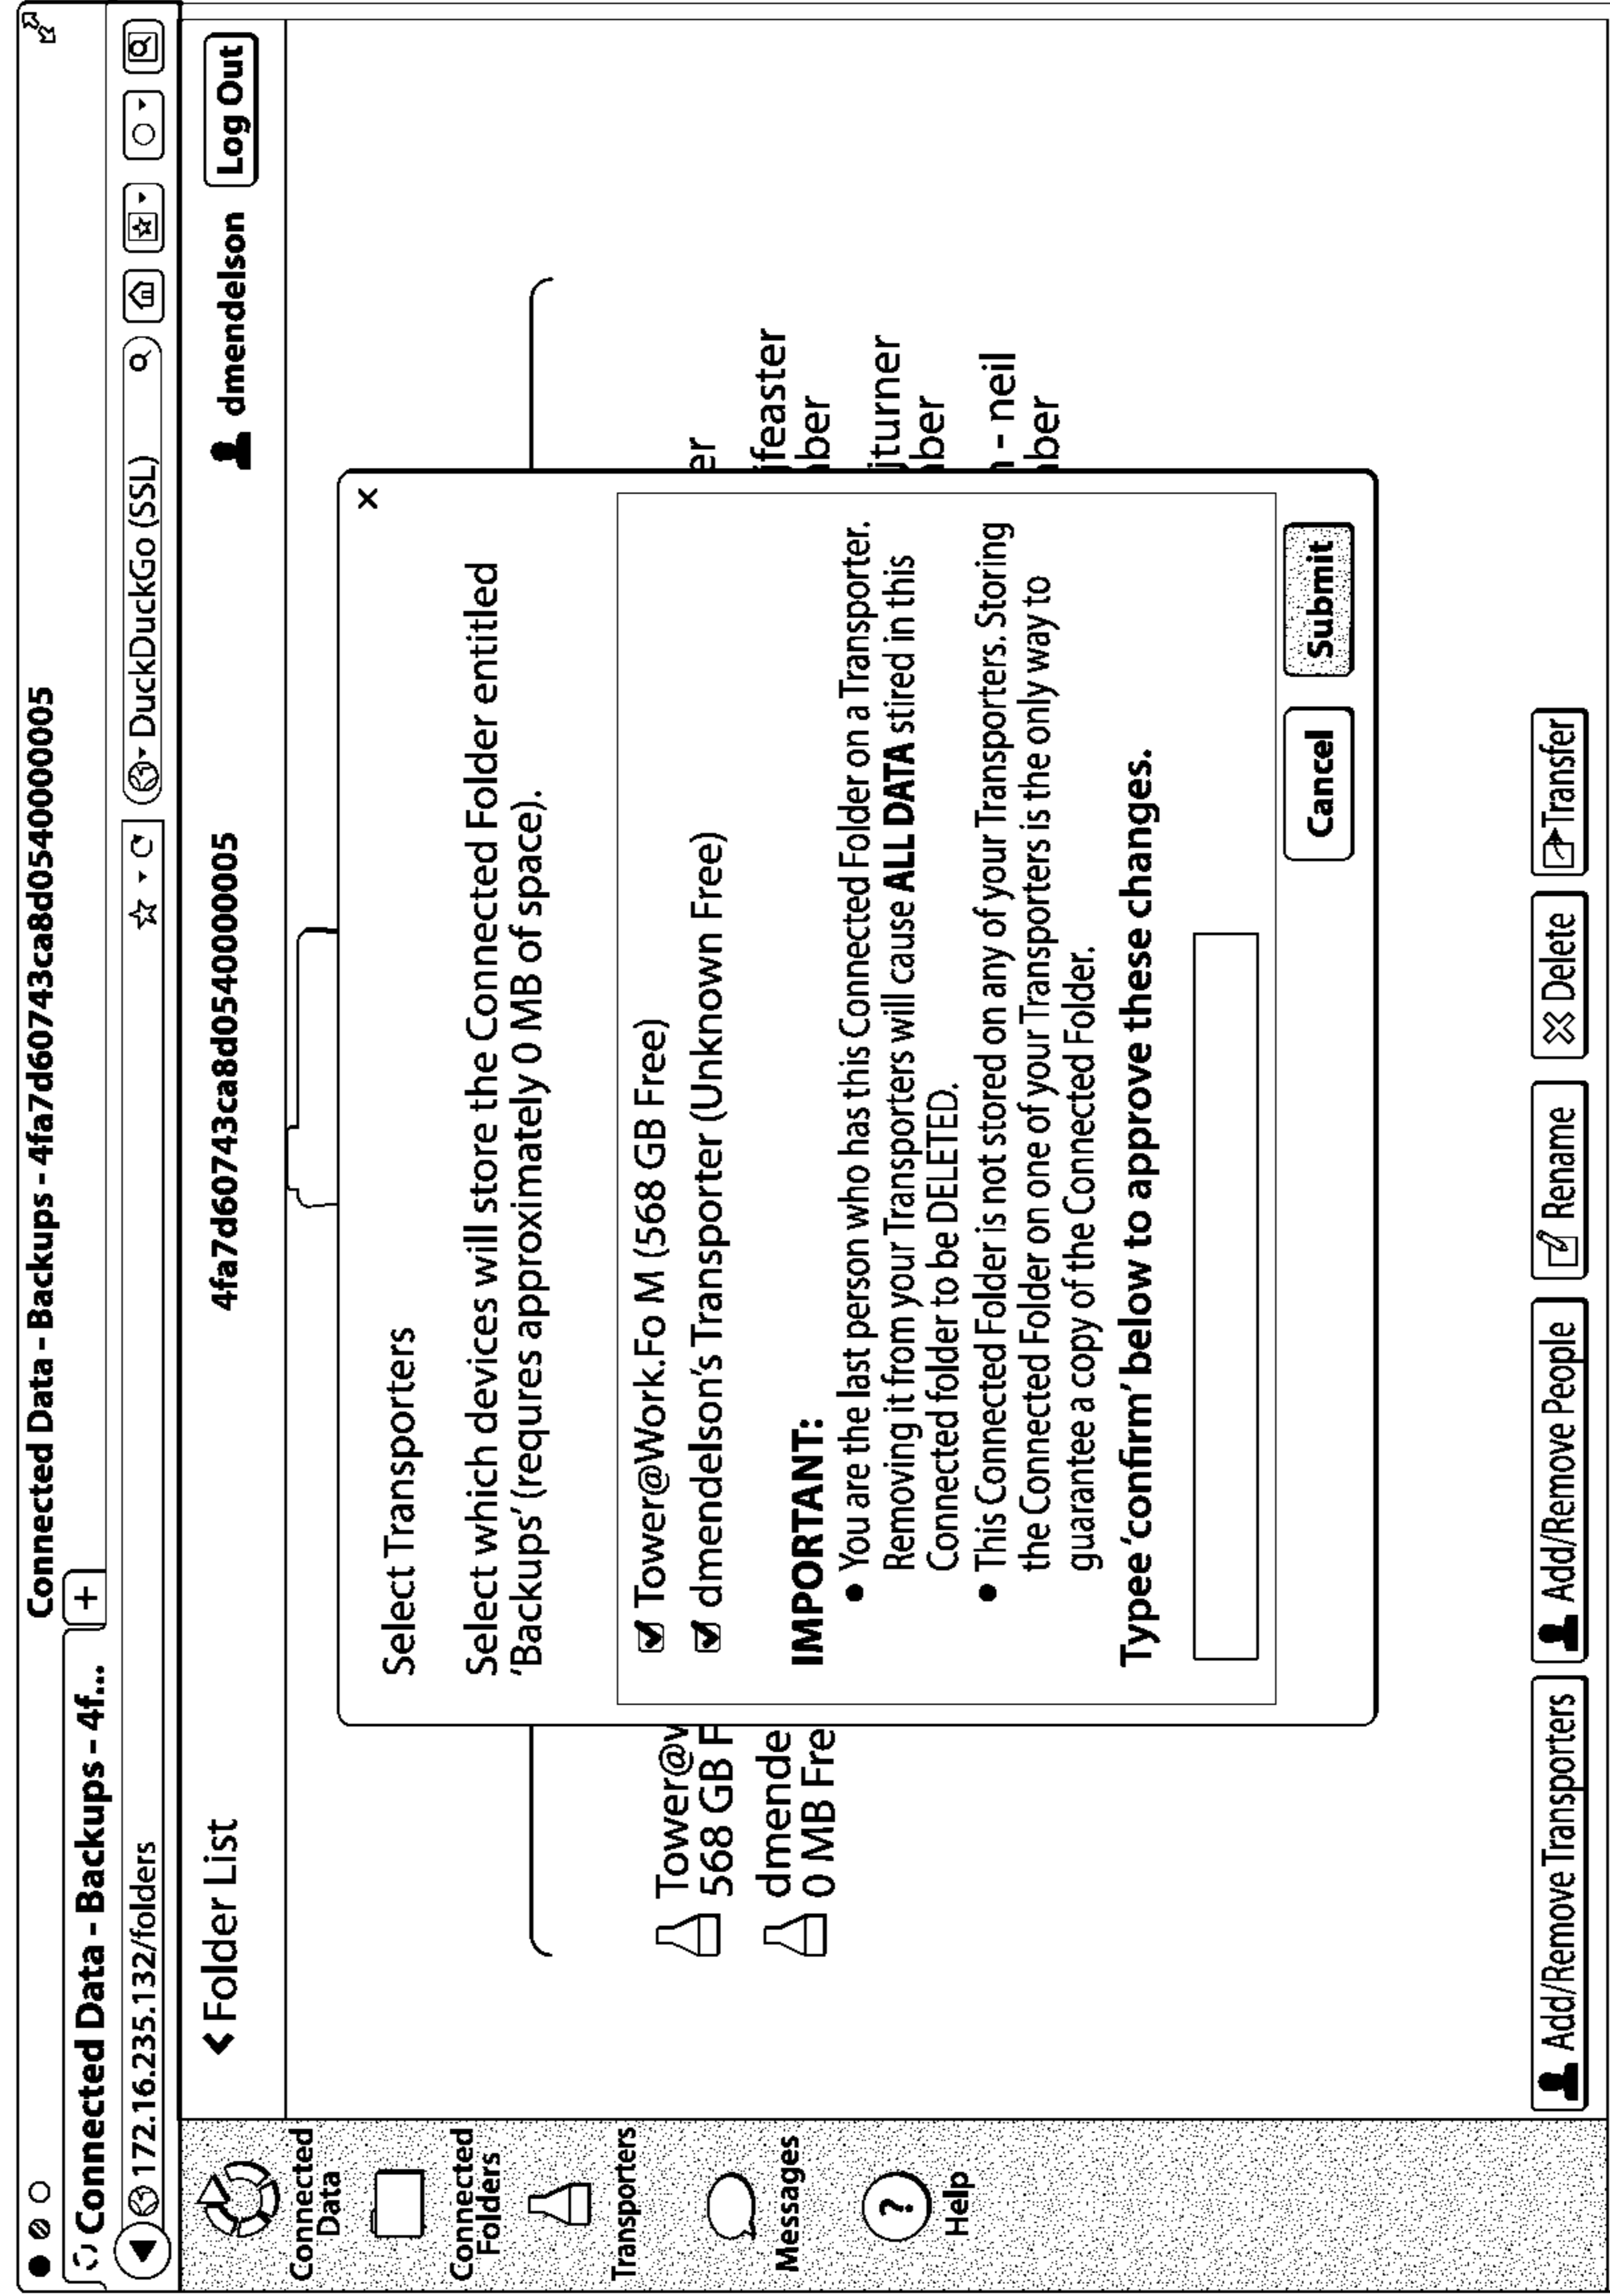 Connected Data - Backups - 4fa7d60743ca8d05400005
Connected Data - Backups - 4f...
+
172.16.235.132/folders
DuckDuckGo (SSL)
Folder List
4fa7d60743ca8d05400005
dmendelson
Log Out
Connected
Data
Connected
Folders
Transporters
Messages
?
Help
Select Transporters
x
Select which devices will store the Connected Folder entitled
'Backups' (requres approximately 0 MB of space).
Tower@Work.Fo M (568 GB Free)
dmendelson's Transporter (Unknown Free)
IMPORTANT:
• You are the last person who has this Connected Folder on a Transporter.
Removing it from your Transporters will cause ALL DATA stired in this
Connected folder to be DELETED.
• This Connected Folder is not stored on any of your Transporters. Storing
the Connected Folder on one of your Transporters is the only way to
guarantee a copy of the Connected Folder.
Typee 'confirm' below to approve these changes.
Cancel
Submit
Tower@w
568 GB F
dmende
0 MB Fre
er
ifeaster
ber
jturner
ber
n - neil
ber
Add/Remove Transporters
Add/Remove People
Rename
Delete
Transfer